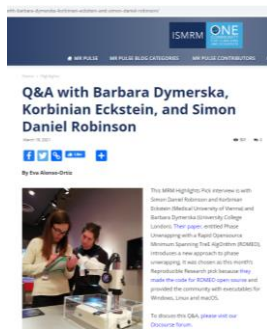 ISMRM
ONE
MR PULSE MR PULSE BLOG CATEGORIES MR PULSE CONTRIBUTORS
Home / Highlights
Q&A with Barbara Dymerska, Korbinian Eckstein, and Simon Daniel Robinson
By Eva Alonso-Ortiz
This MRM Highlights Pick interview is with
Simon Daniel Robinson and Korbinian
Eckstein (Medical University of Vienna) and
Barbara Dymerska (University College
London). Their paper, entitled Phase
Unwrapping with a Rapid Opensource
Minimum Spanning TreE AlgOrithm (ROMEO),
introduces a new approach to phase
unwrapping. It was chosen as this month's
Reproducible Research pick because they
made the code for ROMEO open source and
provided the community with executables for
Windows, Linux and macOS.
To discuss this Q&A, please visit our
Discourse forum.